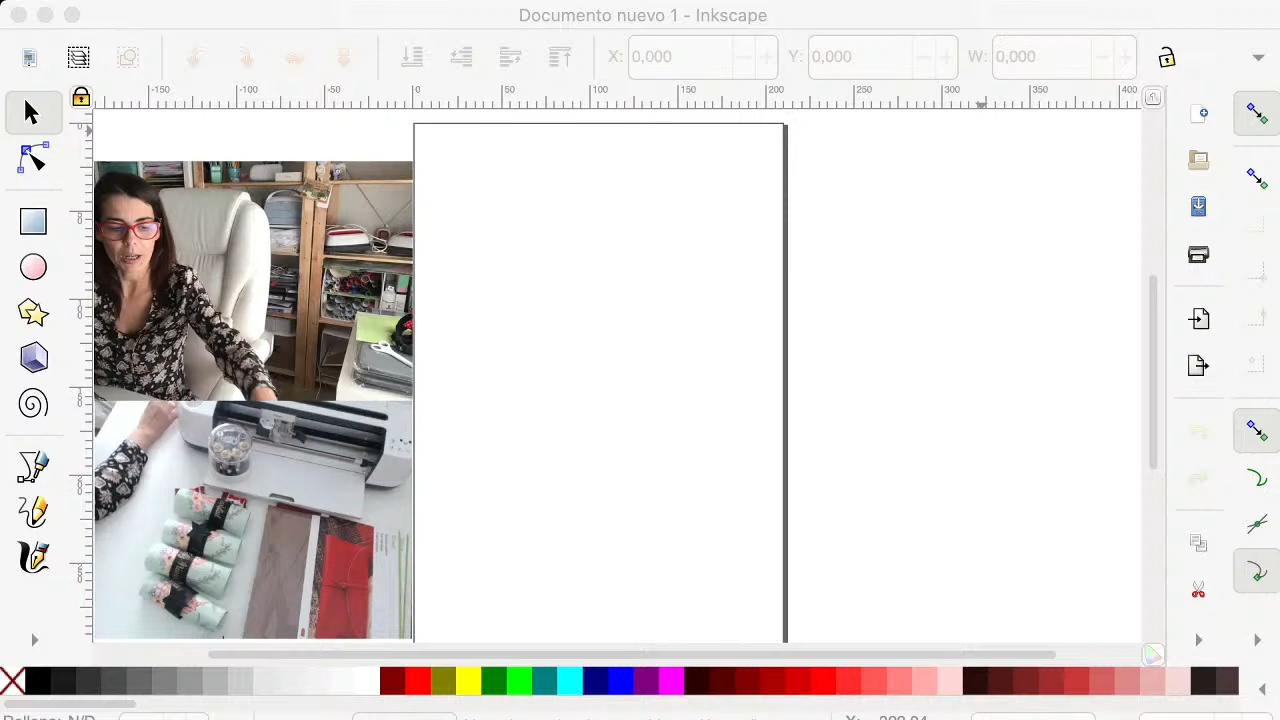 Documento nuevo 1 - Inkscape
X: 0,000 Y: 0,000 W: 0,000
-150 -100 -50 0 50 100 150 200 250 300 350 400
Relleno: N/D
X: